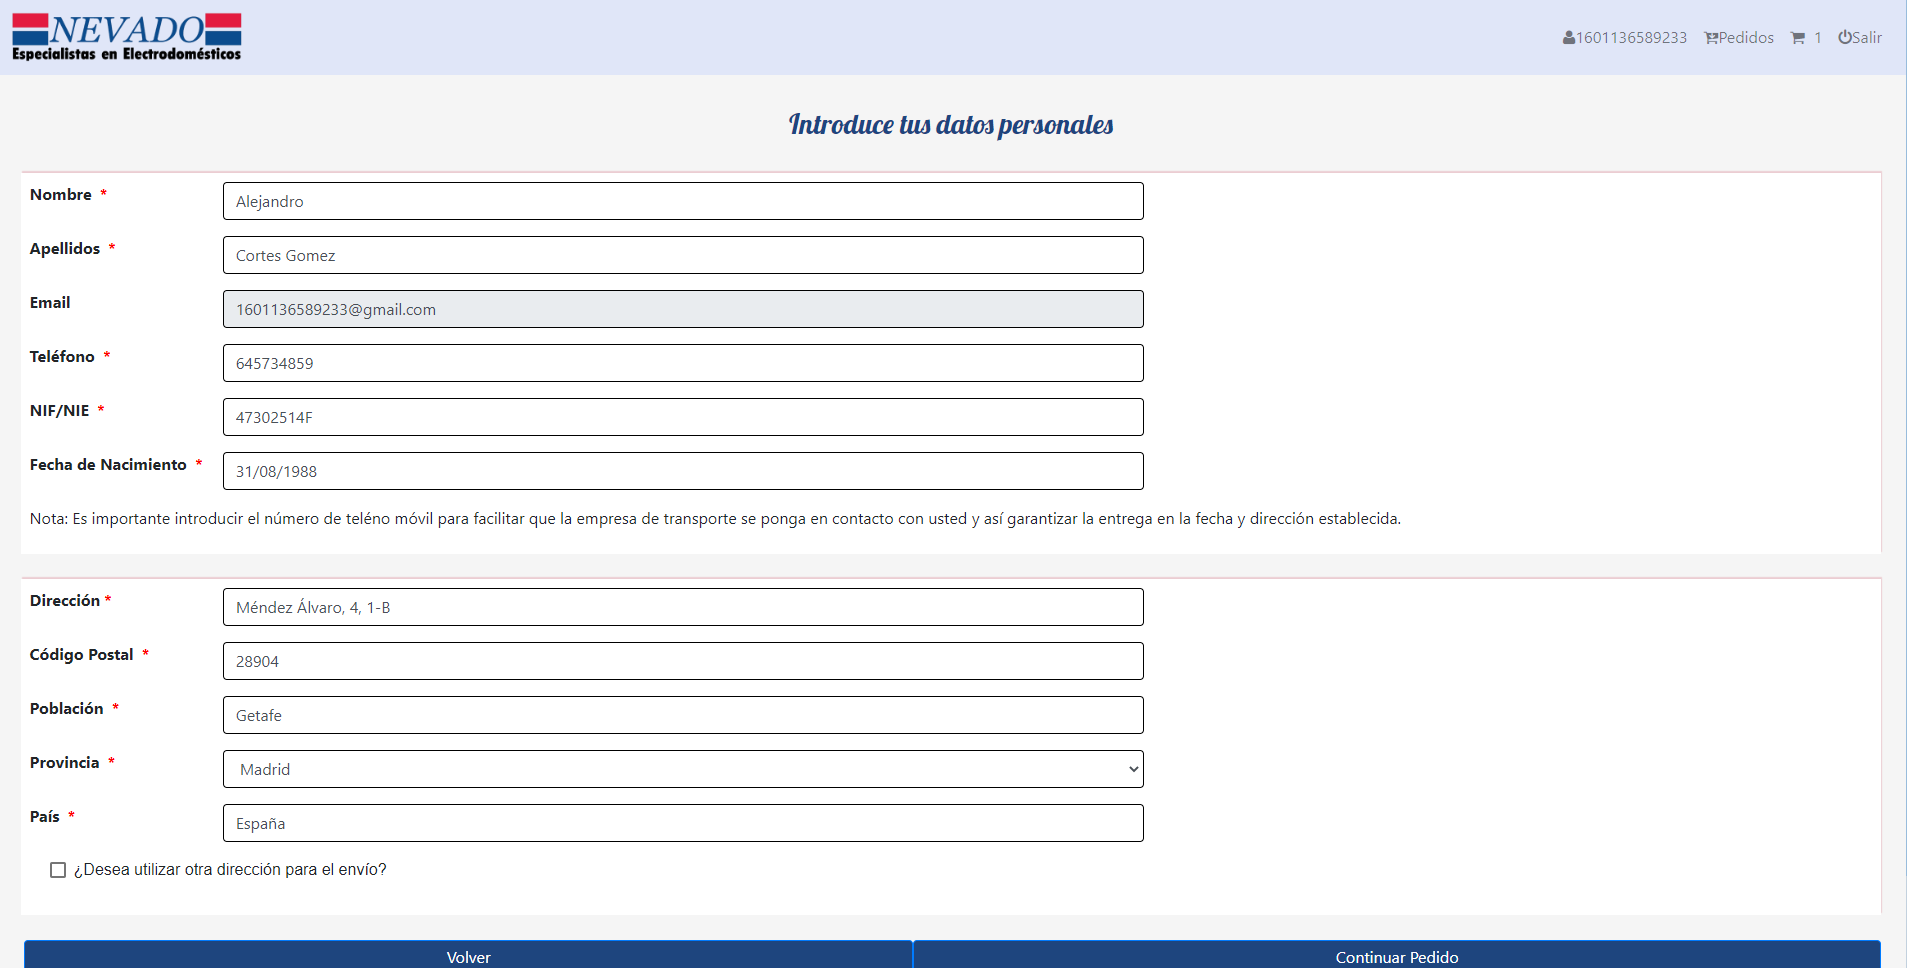 NEVADO
Especialistas en Electrodomésticos
1601136589233 Pedidos 1 Salir
Introduce tus datos personales
Nombre * Alejandro
Apellidos * Cortes Gomez
Email 1601136589233@gmail.com
Teléfono * 645734859
NIF/NIE * 47302514F
Fecha de Nacimiento * 31/08/1988
Nota: Es importante introducir el número de teléno móvil para facilitar que la empresa de transporte se ponga en contacto con usted y así garantizar la entrega en la fecha y dirección establecida.
Dirección * Méndez Álvaro, 4, 1-B
Código Postal * 28904
Población * Getafe
Provincia * Madrid
País * España
¿Desea utilizar otra dirección para el envío?
Volver Continuar Pedido